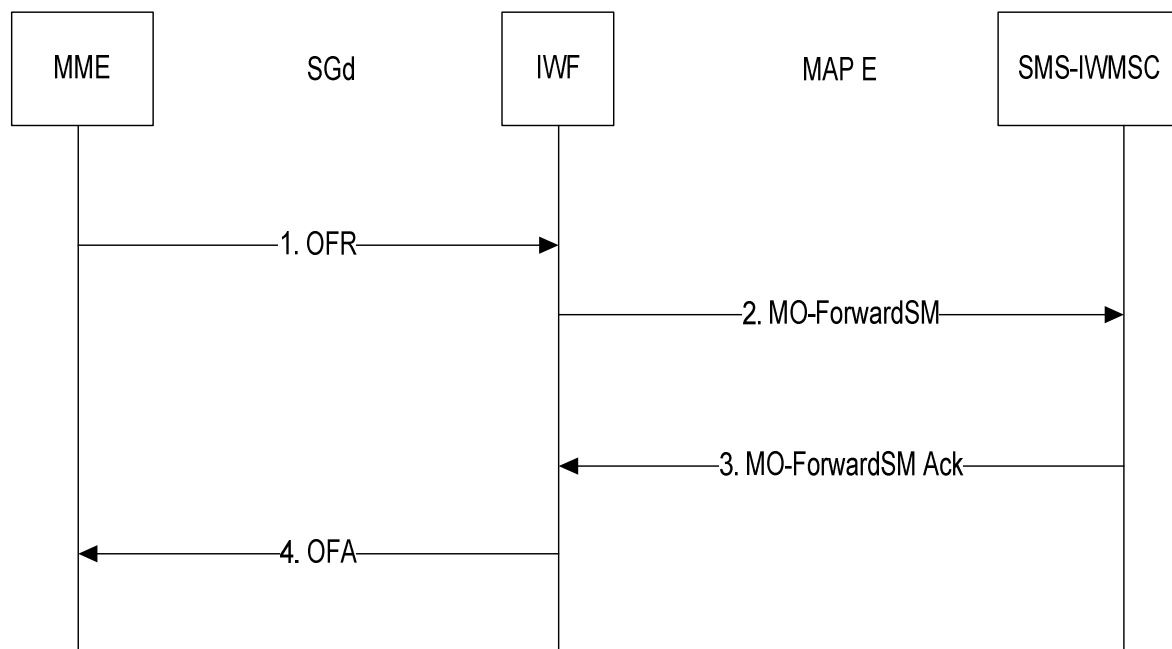 MME
SGd
IWF
MAP E
SMS-IWMSC
1. OFR
2. MO-ForwardSM
3. MO-ForwardSM Ack
4. OFA